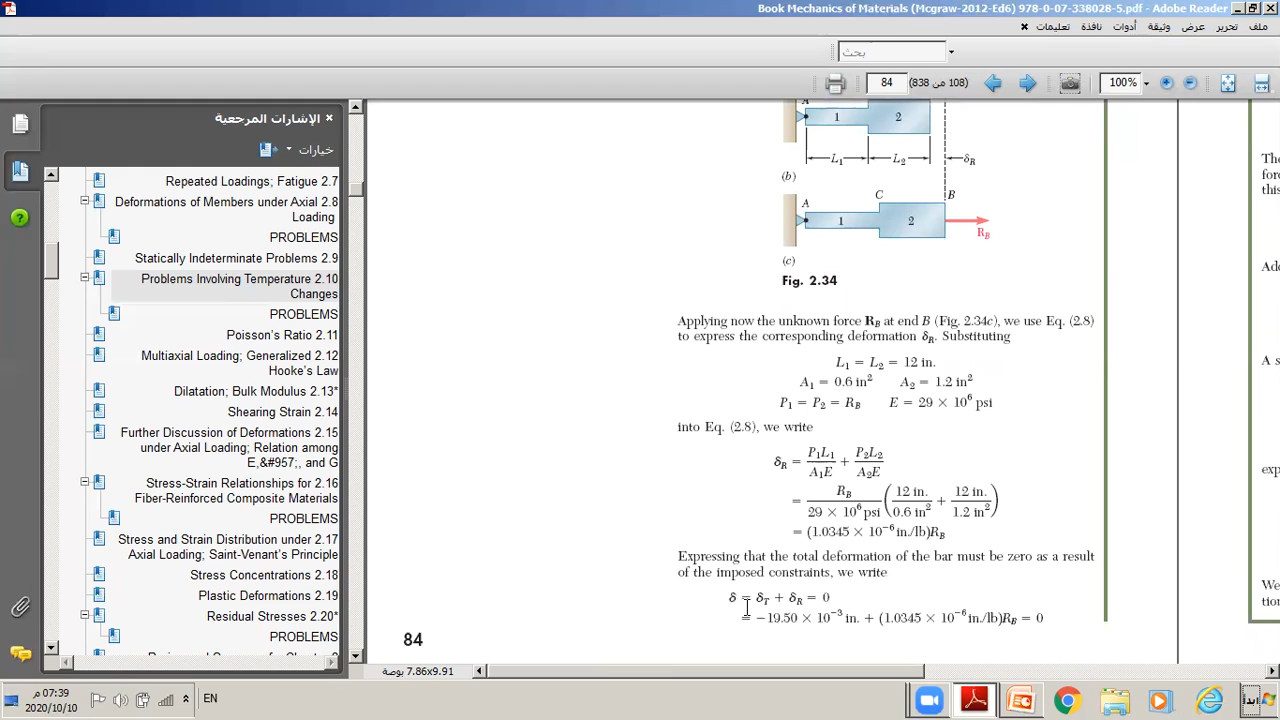 Book Mechanics of Materials (Mcgraw-2012-Ed6) 978-0-07-338028-5.pdf - Adobe Reader
ملف تحرير عرض وثيقة أدوات نافذة تعليمات
بحث
84 (108 من 838) 100%
الإشارات المرجعية
خيارات
Repeated Loadings; Fatigue 2.7
Deformations of Members under Axial 2.8
Loading
PROBLEMS
Statically Indeterminate Problems 2.9
Problems Involving Temperature 2.10
Changes
PROBLEMS
Poisson's Ratio 2.11
Multiaxial Loading; Generalized 2.12
Hooke's Law
Dilatation; Bulk Modulus 2.13*
Shearing Strain 2.14
Further Discussion of Deformations 2.15
under Axial Loading; Relation among
E,&#957;, and G
Stress-Strain Relationships for 2.16
Fiber-Reinforced Composite Materials
PROBLEMS
Stress and Strain Distribution under 2.17
Axial Loading; Saint-Venant's Principle
Stress Concentrations 2.18
Plastic Deformations 2.19
Residual Stresses 2.20*
PROBLEMS
A
1 2
L₁ L₂ δR
(b)
A C B
1 2
RB
(c)
Fig. 2.34
Applying now the unknown force RB at end B (Fig. 2.34c), we use Eq. (2.8)
to express the corresponding deformation δR. Substituting
L₁ = L₂ = 12 in.
A₁ = 0.6 in² A₂ = 1.2 in²
P₁ = P₂ = RB E = 29 × 10⁶ psi
into Eq. (2.8), we write
δR = P₁L₁/A₁E + P₂L₂/A₂E
= RB/29 × 10⁶ psi (12 in./0.6 in² + 12 in./1.2 in²)
= (1.0345 × 10⁻⁶ in./lb)RB
Expressing that the total deformation of the bar must be zero as a result
of the imposed constraints, we write
δ = δT + δR = 0
= −19.50 × 10⁻³ in. + (1.0345 × 10⁻⁶ in./lb)RB = 0
84
7.86x9.91 بوصة
The
forc
this
Add
A s
exp
We
tion
07:39 م
2020/10/10
EN
ابدأ